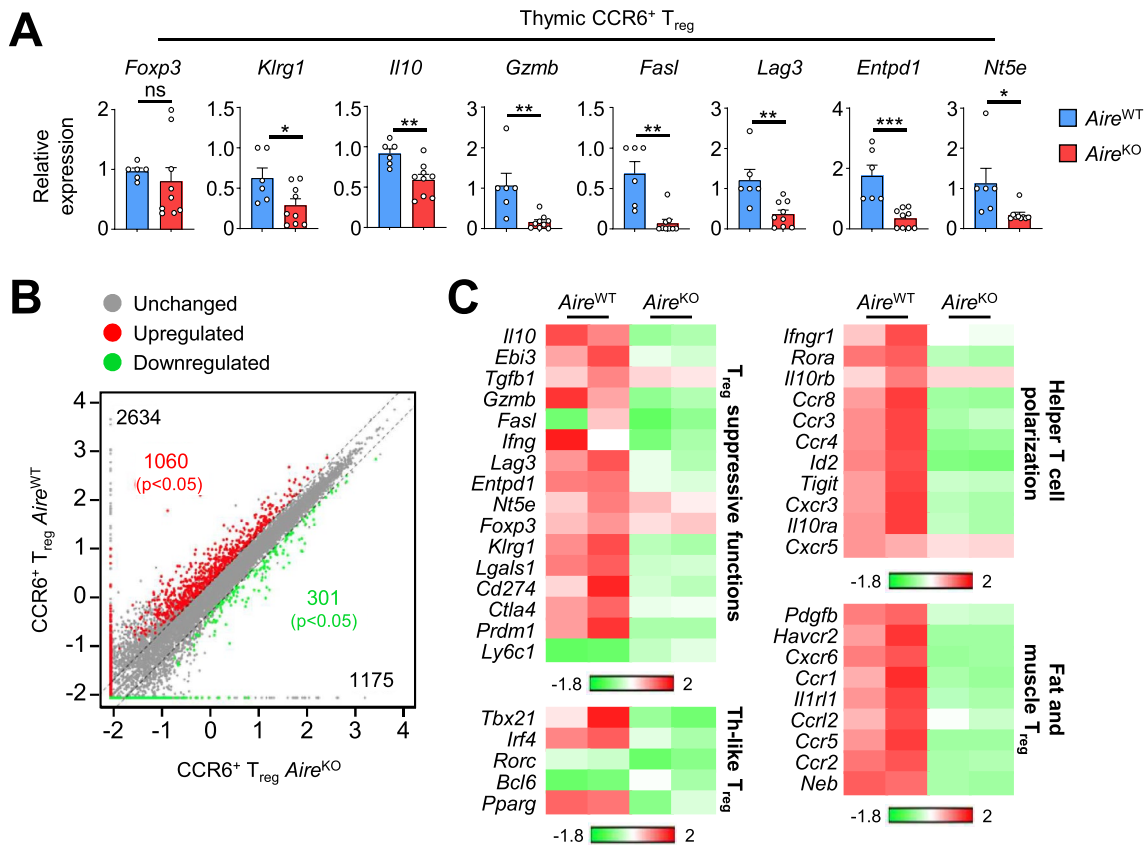 A
Thymic CCR6+ Treg
Foxp3 Klrg1 Il10 Gzmb Fasl Lag3 Entpd1 Nt5e
ns * ** ** ** ** *** *
Relative
expression
2 1 0
1.5 1.0 0.5 0
1.5 1.0 0.5 0
3 2 1 0
1.5 1.0 0.5 0
3 2 1 0
4 2 0
3 2 1 0
AireWT
AireKO
B
Unchanged
Upregulated
Downregulated
4
3
2
1
0
-1
-2
2634
1060
(p<0.05)
301
(p<0.05)
1175
CCR6+ Treg AireWT
-2 -1 0 1 2 3 4
CCR6+ Treg AireKO
C
AireWT AireKO
Il10
Ebi3
Tgfb1
Gzmb
Fasl
Ifng
Lag3
Entpd1
Nt5e
Foxp3
Klrg1
Lgals1
Cd274
Ctla4
Prdm1
Ly6c1
Treg suppressive functions
-1.8 2
Tbx21
Irf4
Rorc
Bcl6
Pparg
Th-like Treg
-1.8 2
AireWT AireKO
Ifngr1
Rora
Il10rb
Ccr8
Ccr3
Ccr4
Id2
Tigit
Cxcr3
Il10ra
Cxcr5
Helper T cell
polarization
-1.8 2
Pdgfb
Havcr2
Cxcr6
Ccr1
Il1rl1
Ccrl2
Ccr5
Ccr2
Neb
Fat and
muscle Treg
-1.8 2